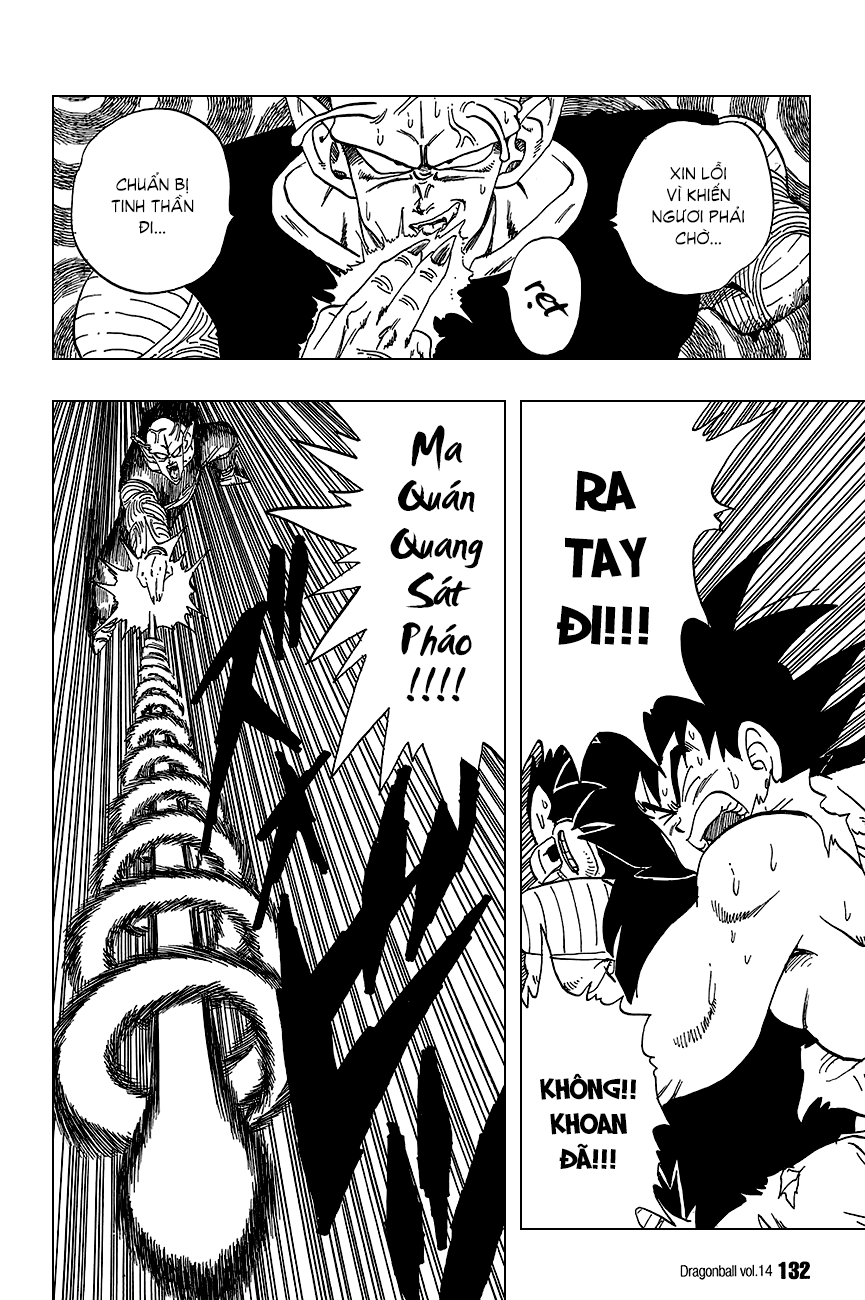 XIN LỖI
VÌ KHIẾN
NGƯƠI PHẢI
CHỜ...
rẹt
CHUẨN BỊ
TINH THẦN
ĐI...
RA
TAY
ĐI!!!
KHÔNG!!
KHOAN
ĐÃ!!!
Ma
Quán
Quang
Sát
Pháo
!!!!
Dragonball vol.14 132